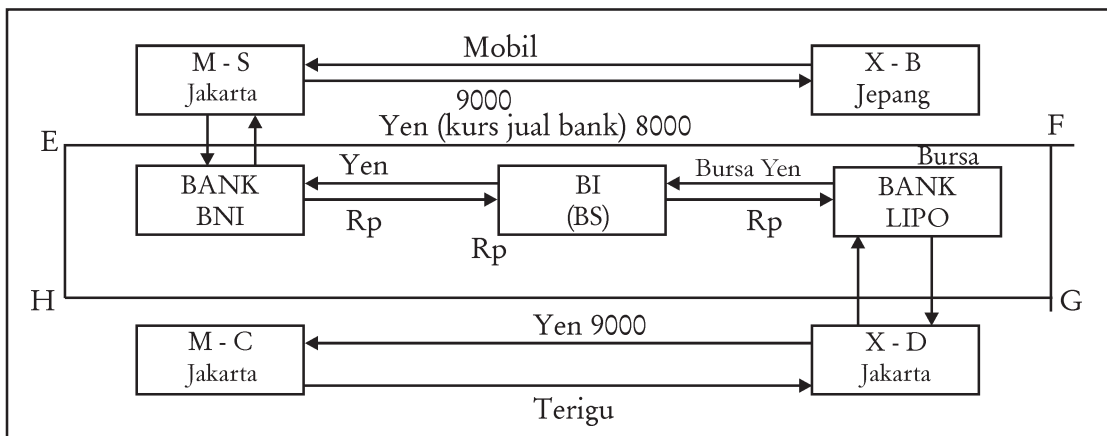 Mobil
M - S
Jakarta
X - B
Jepang
9000
Yen (kurs jual bank) 8000
E
F
Bursa
BANK
BNI
Yen
Rp
BI
(BS)
Rp
Bursa Yen
Rp
BANK
LIPO
H
G
Yen 9000
M - C
Jakarta
X - D
Jakarta
Terigu